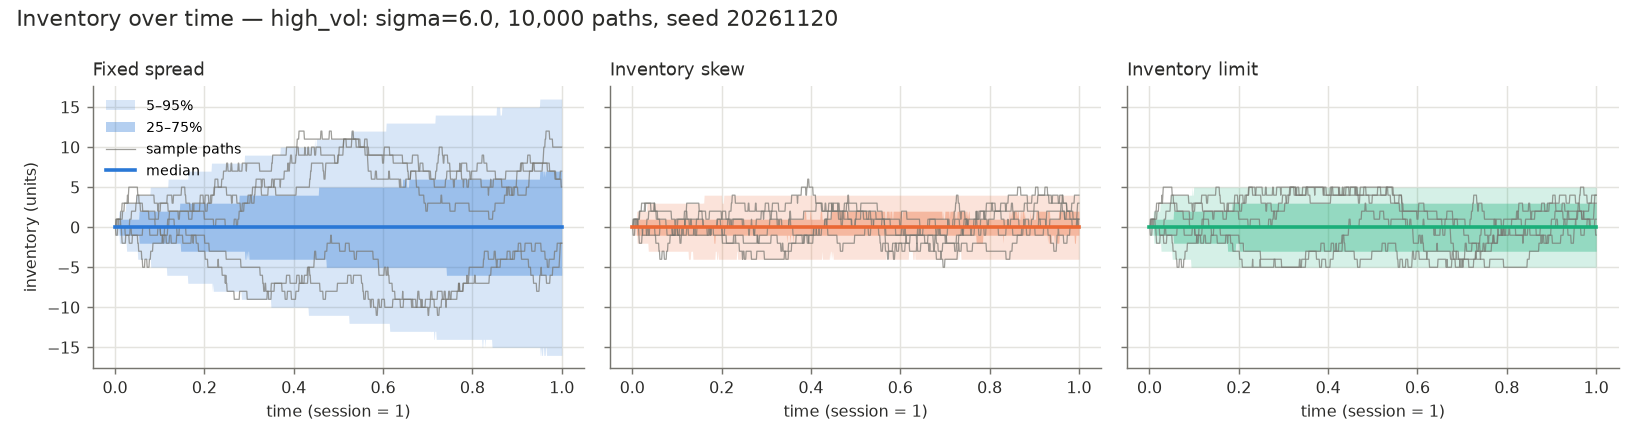 Inventory over time — high_vol: sigma=6.0, 10,000 paths, seed 20261120
Fixed spread
5–95%
25–75%
sample paths
median
15
10
5
0
−5
−10
−15
inventory (units)
0.0 0.2 0.4 0.6 0.8 1.0
time (session = 1)
Inventory skew
0.0 0.2 0.4 0.6 0.8 1.0
time (session = 1)
Inventory limit
0.0 0.2 0.4 0.6 0.8 1.0
time (session = 1)